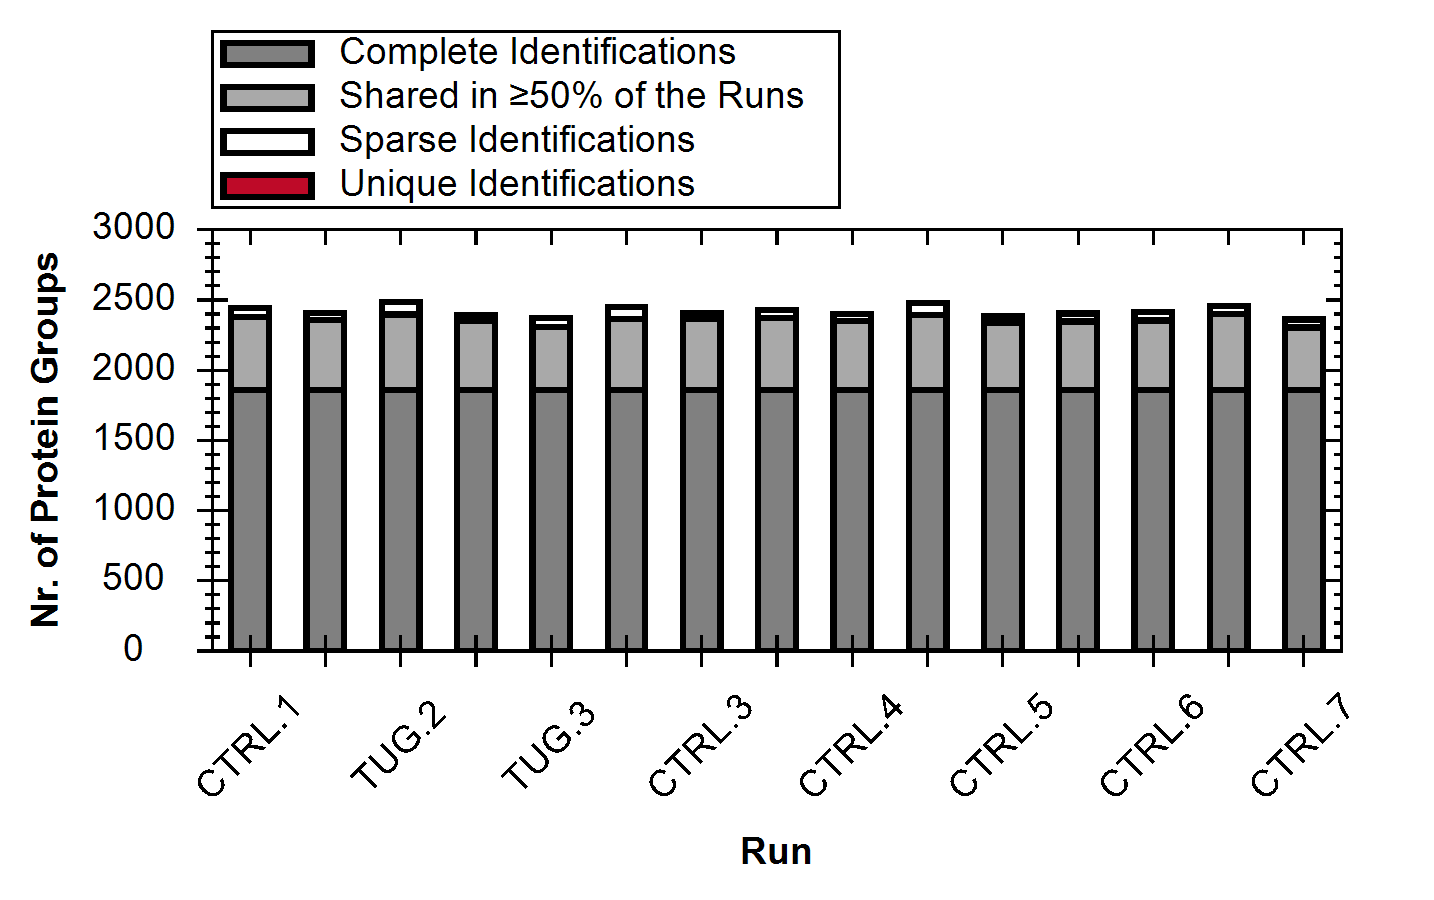 Complete Identifications
Shared in ≥50% of the Runs
Sparse Identifications
Unique Identifications
3000
2500
2000
1500
1000
500
0
Nr. of Protein Groups
CTRL.1
TUG.2
TUG.3
CTRL.3
CTRL.4
CTRL.5
CTRL.6
CTRL.7
Run